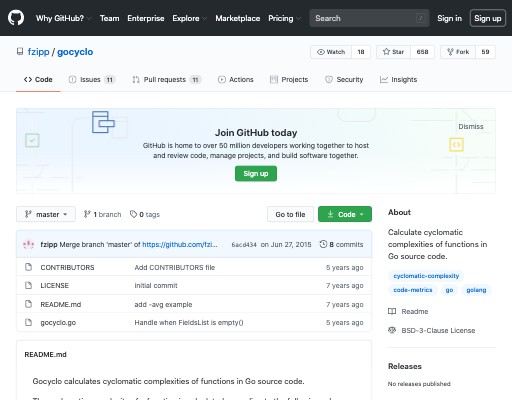 Why GitHub? Team Enterprise Explore Marketplace Pricing Search / Sign in Sign up
fzipp / gocyclo
Watch 18 Star 658 Fork 59
Code Issues 11 Pull requests 11 Actions Projects Security Insights
Join GitHub today
Dismiss
GitHub is home to over 50 million developers working together to host
and review code, manage projects, and build software together.
Sign up
master 1 branch 0 tags Go to file Code
fzipp Merge branch 'master' of https://github.com/fzi... 6acd434 on Jun 27, 2015 8 commits
CONTRIBUTORS Add CONTRIBUTORS file 5 years ago
LICENSE initial commit 7 years ago
README.md add -avg example 7 years ago
gocyclo.go Handle when FieldsList is empty() 5 years ago
README.md
Gocyclo calculates cyclomatic complexities of functions in Go source code.
About
Calculate cyclomatic
complexities of functions in
Go source code.
cyclomatic-complexity
code-metrics go golang
Readme
BSD-3-Clause License
Releases
No releases published